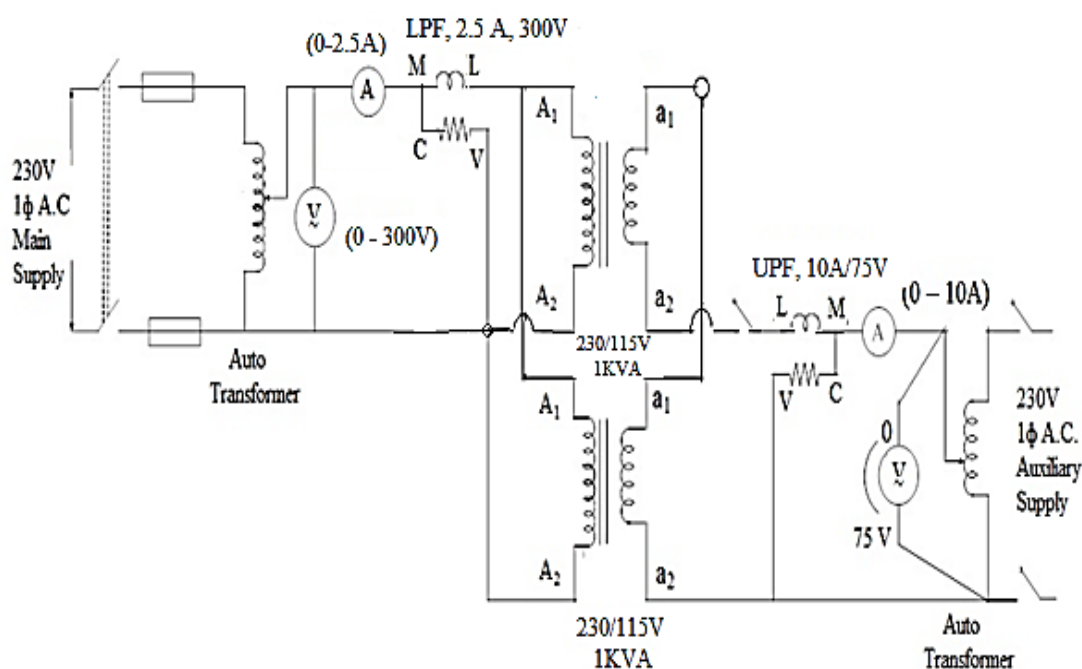 LPF, 2.5 A, 300V
(0-2.5A)
M L
A
A1
a1
C V
230V
1ϕ A.C
Main
Supply
V
~
(0 - 300V)
A2
a2
UPF, 10A/75V
(0 – 10A)
L M
A
230/115V
1KVA
Auto
Transformer
V C
A1
a1
230V
1ϕ A.C.
Auxiliary
Supply
0
V
~
75 V
A2
a2
230/115V
1KVA
Auto
Transformer